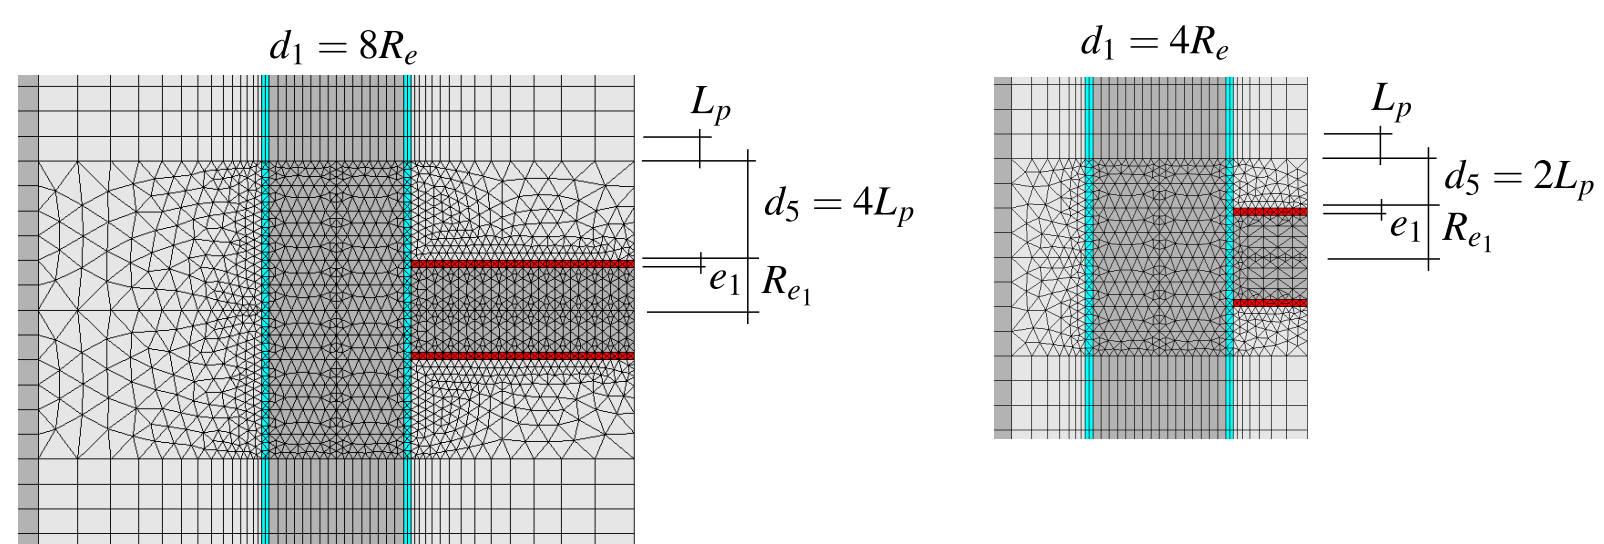 d₁ = 8Rₑ
Lₚ
d₅ = 4Lₚ
e₁
Rₑ₁
d₁ = 4Rₑ
Lₚ
d₅ = 2Lₚ
e₁
Rₑ₁